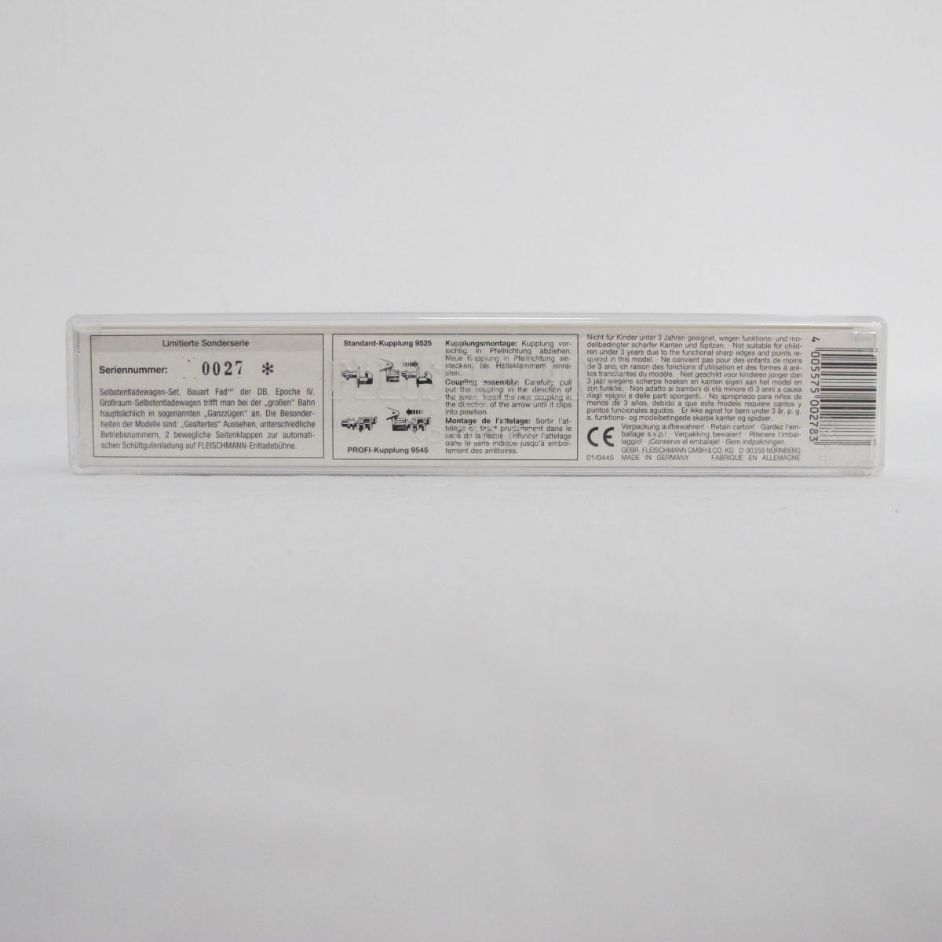 Limitierte Sonderserie
Seriennummer: 0027 *
Selbstentladewagen-Set, Bauart Fad der DB. Epoche IV.
Großraum-Selbstentladewagen trifft man bei der „großen" Bahn
hauptsächlich in sogenannten „Ganzzügen" an. Die Besonder-
heiten der Modelle sind: „Gealtertes" Aussehen, unterschiedliche
Betriebsnummern, 2 bewegliche Seitenklappen zur automati-
schen Schüttgutenladung auf FLEISCHMANN-Entladebühne.
Standard-Kupplung 9525
PROFI-Kupplung 9545
Kupplungsmontage: Kupplung vor-
sichtig in Pfeilrichtung abziehen.
Neue Kupplung in Pfeilrichtung ein-
stecken, bis Halteklammern einra-
sten.
Coupling assembly: Carefully pull
out the coupling in the direction of
the arrow. Insert the new coupling in
the direction of the arrow until it clips
into position.
Montage de l'attelage: Sortir l'at-
telage en tirant prudemment dans le
sens de la flèche. Enfoncer l'attelage
dans le sens indiqué jusqu'à emboî-
tement des arrêtoirs.
Nicht für Kinder unter 3 Jahren geeignet, wegen funktions- und mo-
dellbedingter scharfer Kanten und Spitzen. · Not suitable for child-
ren under 3 years due to the functional sharp edges and points re-
quired in this model. · Ne convient pas pour des enfants de moins
de 3 ans, en raison des fonctions d'utilisation et des formes à arê-
tes tranchantes du modèle. · Niet geschikt voor kinderen jonger dan
3 jaar wegens scherpe hoeken en kanten eigen aan het model en
zijn funktie. · Non adatto ai bambini di età minore di 3 anni a causa
degli spigoli e delle parti sporgenti. · No apropriado para niños de
menos de 3 años, debido a que este modelo requiere cantos y
puntos funcionales agudos. · Er ikke egnet for børn under 3 år, p. g.
a. funktions- og modelbetingede skarpe kanter og spidser.
CE
Verpackung aufbewahren! · Retain carton! · Gardez l'em-
ballage s.v.p.! · Verpakking bewaren! · Ritenere l'imbal-
laggio! · ¡Conserve el embalaje! · Gem indpakningen.
GEBR. FLEISCHMANN GMBH & CO. KG D-90259 NÜRNBERG
01/0445 MADE IN GERMANY FABRIQUÉ EN ALLEMAGNE
4 005575 002783